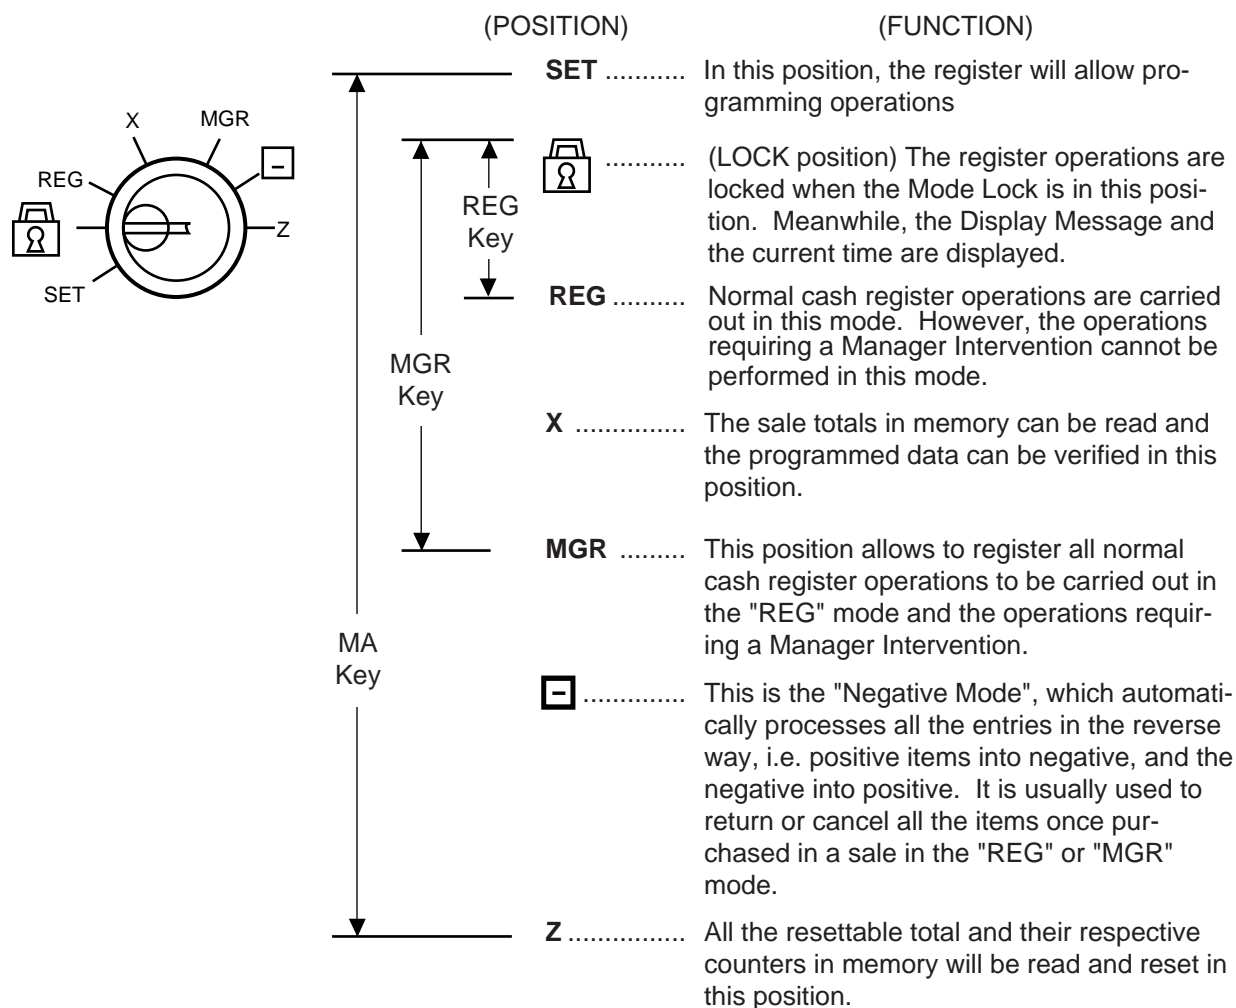 (POSITION) (FUNCTION)
SET ........... In this position, the register will allow pro-
gramming operations
X MGR
–
REG
Z
SET
........... (LOCK position) The register operations are
locked when the Mode Lock is in this posi-
tion. Meanwhile, the Display Message and
the current time are displayed.
REG
Key
REG .......... Normal cash register operations are carried
out in this mode. However, the operations
requiring a Manager Intervention cannot be
performed in this mode.
MGR
Key
X ............... The sale totals in memory can be read and
the programmed data can be verified in this
position.
MGR ......... This position allows to register all normal
cash register operations to be carried out in
the "REG" mode and the operations requir-
ing a Manager Intervention.
MA
Key
– .............. This is the "Negative Mode", which automati-
cally processes all the entries in the reverse
way, i.e. positive items into negative, and the
negative into positive. It is usually used to
return or cancel all the items once pur-
chased in a sale in the "REG" or "MGR"
mode.
Z ................ All the resettable total and their respective
counters in memory will be read and reset in
this position.